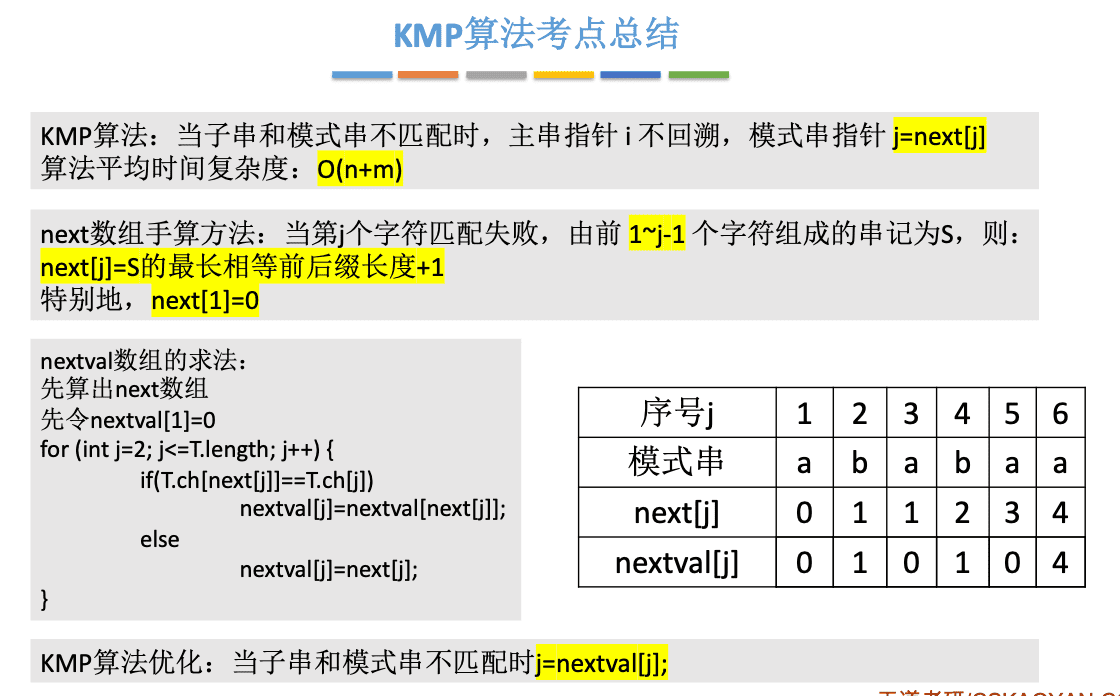 KMP算法考点总结
KMP算法：当子串和模式串不匹配时，主串指针 i 不回溯，模式串指针 j=next[j]
算法平均时间复杂度：O(n+m)
next数组手算方法：当第j个字符匹配失败，由前 1~j-1 个字符组成的串记为S，则：
next[j]=S的最长相等前后缀长度+1
特别地，next[1]=0
nextval数组的求法：
先算出next数组
先令nextval[1]=0
for (int j=2; j<=T.length; j++) {
if(T.ch[next[j]]==T.ch[j])
nextval[j]=nextval[next[j]];
else
nextval[j]=next[j];
}
序号j 1 2 3 4 5 6
模式串 a b a b a a
next[j] 0 1 1 2 3 4
nextval[j] 0 1 0 1 0 4
KMP算法优化：当子串和模式串不匹配时j=nextval[j];